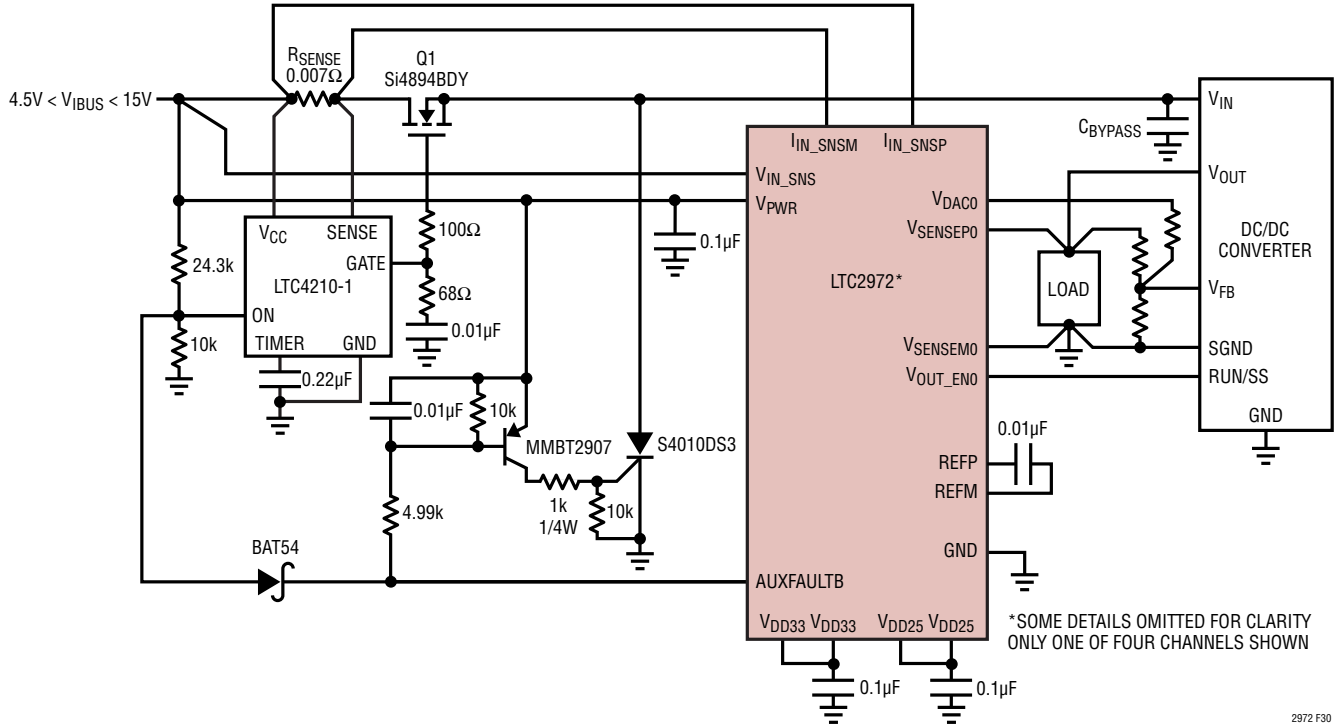 RSENSE
0.007Ω
Q1
Si4894BDY
4.5V < VIBUS < 15V
IIN_SNSM
IIN_SNSP
VIN_SNS
VPWR
VDAC0
VSENSEP0
LTC2972*
VSENSEM0
VOUT_EN0
REFP
REFM
GND
AUXFAULTB
VDD33
VDD33
VDD25
VDD25
0.1µF
0.1µF
CBYPASS
VIN
VOUT
DC/DC
CONVERTER
VFB
SGND
RUN/SS
GND
LOAD
0.01µF
VCC
SENSE
GATE
LTC4210-1
ON
TIMER
GND
24.3k
10k
0.22µF
100Ω
68Ω
0.01µF
0.1µF
0.01µF
10k
MMBT2907
S4010DS3
1k
1/4W
10k
4.99k
BAT54
*SOME DETAILS OMITTED FOR CLARITY
ONLY ONE OF FOUR CHANNELS SHOWN
2972 F30